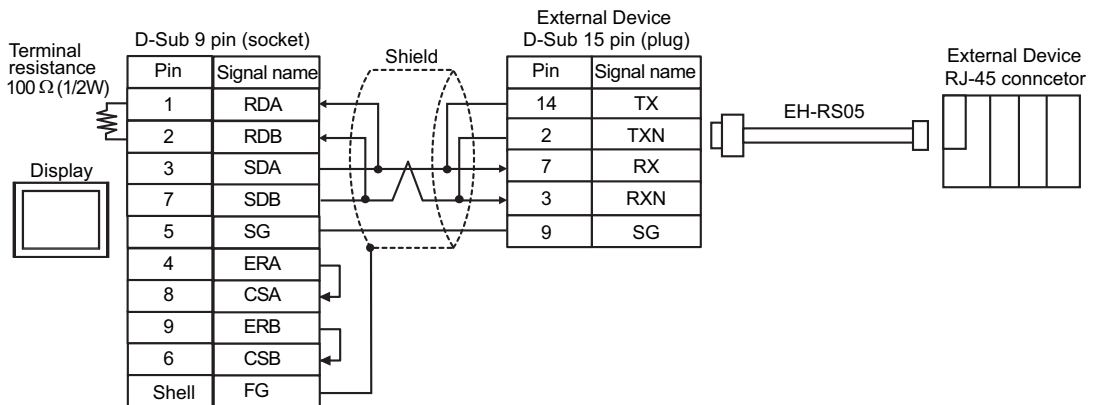 Terminal
resistance
100 Ω (1/2W)
Display
D-Sub 9 pin (socket)
Pin Signal name
1 RDA
2 RDB
3 SDA
7 SDB
5 SG
4 ERA
8 CSA
9 ERB
6 CSB
Shell FG
Shield
External Device
D-Sub 15 pin (plug)
Pin Signal name
14 TX
2 TXN
7 RX
3 RXN
9 SG
EH-RS05
External Device
RJ-45 conncetor